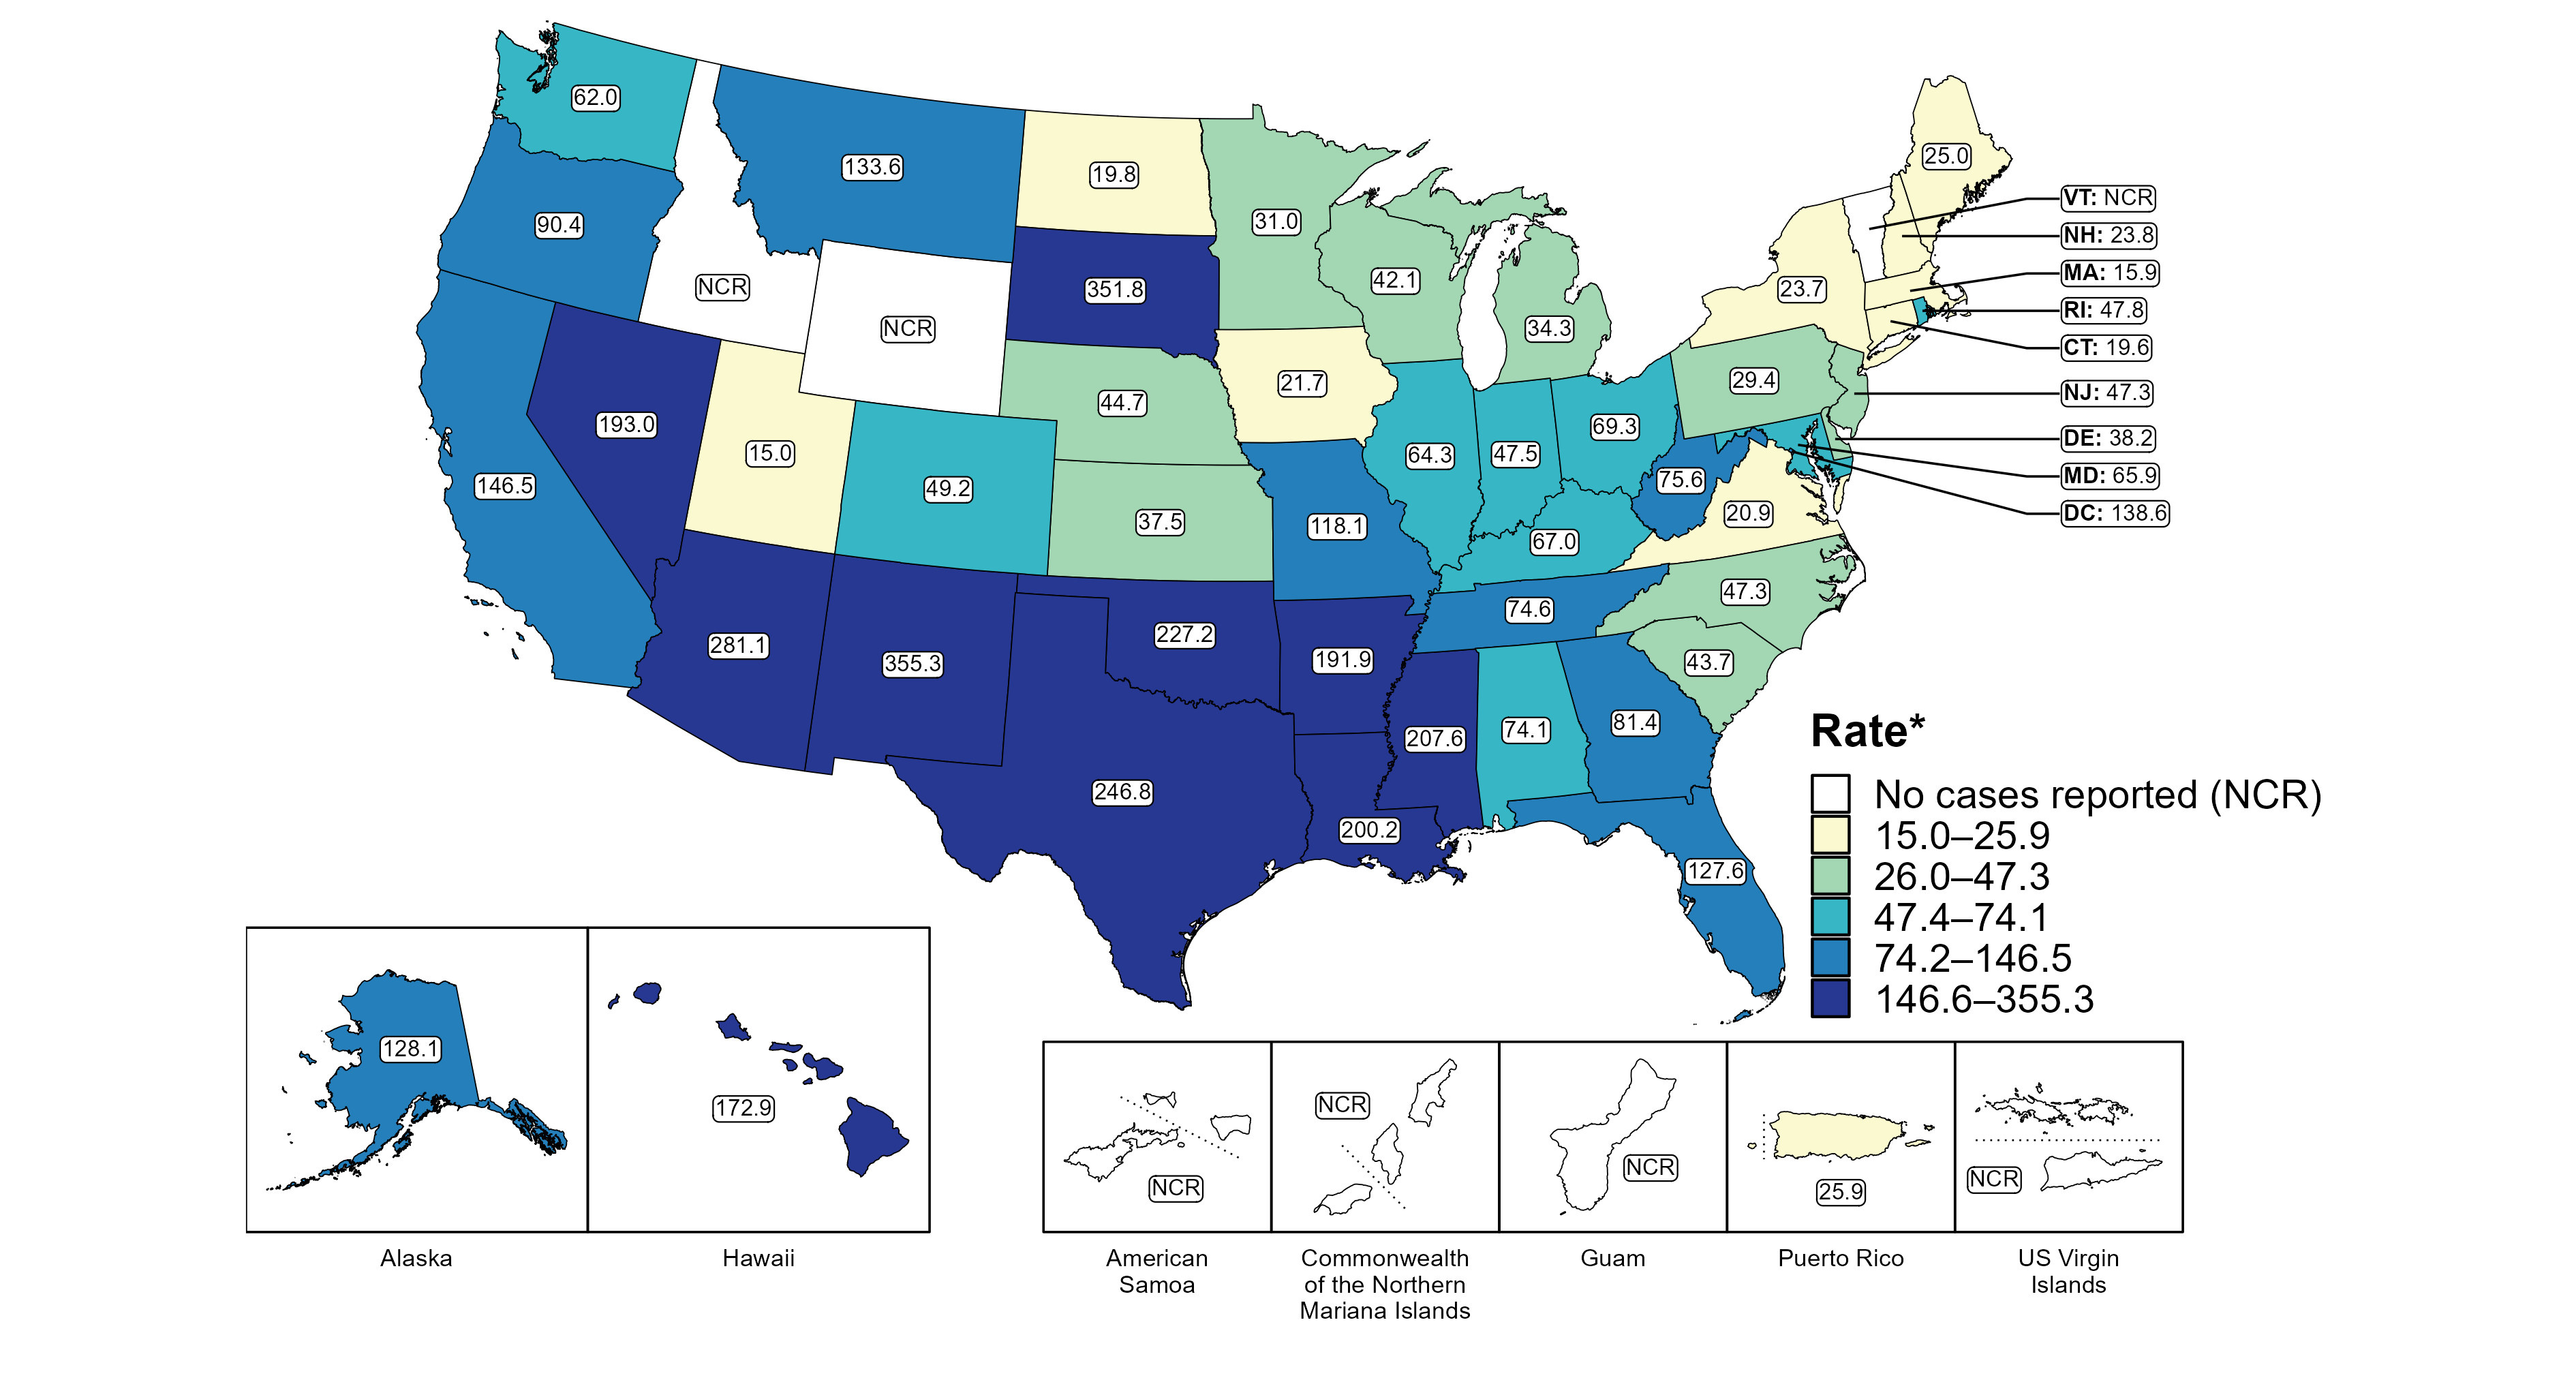 62.0
133.6
19.8
25.0
31.0
VT: NCR
90.4
NH: 23.8
MA: 15.9
NCR
351.8
42.1
23.7
RI: 47.8
NCR
34.3
CT: 19.6
21.7
29.4
NJ: 47.3
44.7
193.0
69.3
DE: 38.2
15.0
64.3
47.5
MD: 65.9
146.5
49.2
75.6
20.9
DC: 138.6
37.5
118.1
67.0
47.3
74.6
281.1
227.2
355.3
191.9
43.7
207.6
74.1
81.4
246.8
200.2
127.6
Rate*
No cases reported (NCR)
15.0–25.9
26.0–47.3
47.4–74.1
74.2–146.5
146.6–355.3
128.1
172.9
NCR
NCR
NCR
25.9
NCR
Alaska
Hawaii
American
Samoa
Commonwealth
of the Northern
Mariana Islands
Guam
Puerto Rico
US Virgin
Islands